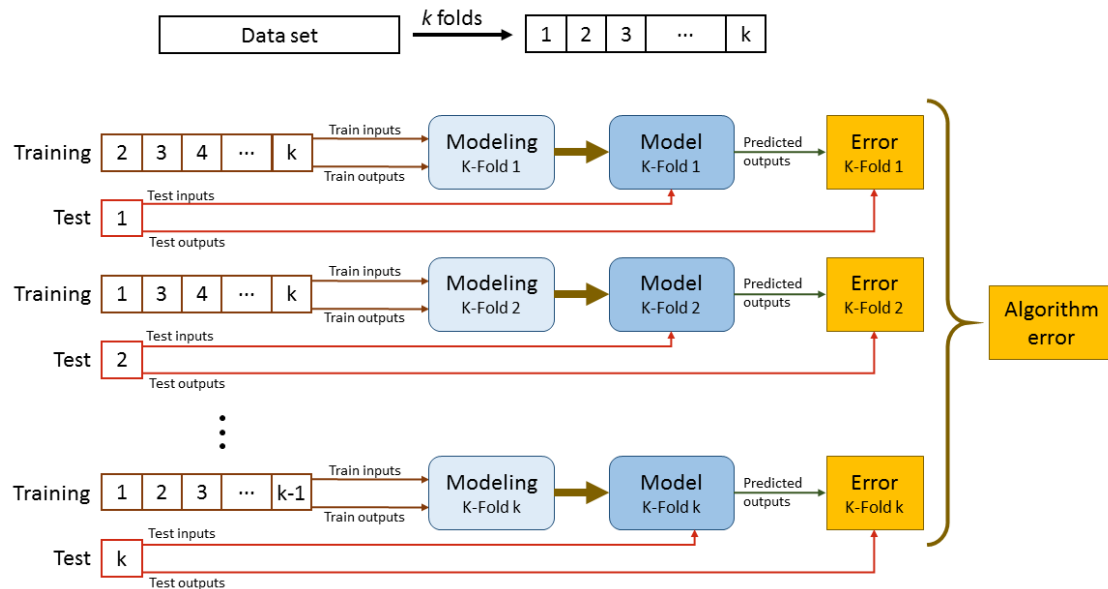 Data set
k folds
1 2 3 ... k
Training 2 3 4 ... k
Train inputs
Train outputs
Modeling
K-Fold 1
Model
K-Fold 1
Predicted
outputs
Error
K-Fold 1
Test 1
Test inputs
Test outputs
Training 1 3 4 ... k
Train inputs
Train outputs
Modeling
K-Fold 2
Model
K-Fold 2
Predicted
outputs
Error
K-Fold 2
Test 2
Test inputs
Test outputs
Algorithm
error
Training 1 2 3 ... k-1
Train inputs
Train outputs
Modeling
K-Fold k
Model
K-Fold k
Predicted
outputs
Error
K-Fold k
Test k
Test inputs
Test outputs